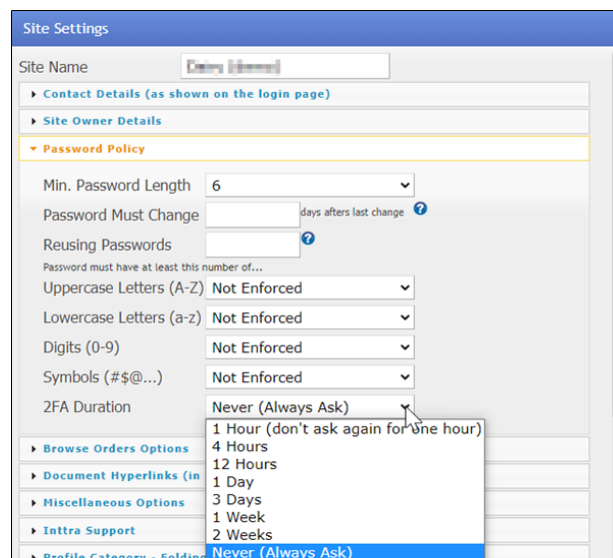 Site Settings
Site Name
Contact Details (as shown on the login page)
Site Owner Details
Password Policy
Min. Password Length 6
Password Must Change days afters last change ?
Reusing Passwords ?
Password must have at least this number of...
Uppercase Letters (A-Z) Not Enforced
Lowercase Letters (a-z) Not Enforced
Digits (0-9) Not Enforced
Symbols (#$@...) Not Enforced
2FA Duration Never (Always Ask)
1 Hour (don't ask again for one hour)
Browse Orders Options
4 Hours
12 Hours
Document Hyperlinks (in
1 Day
3 Days
Miscellaneous Options
1 Week
Inttra Support
2 Weeks
Never (Always Ask)
Profile Category - Folding